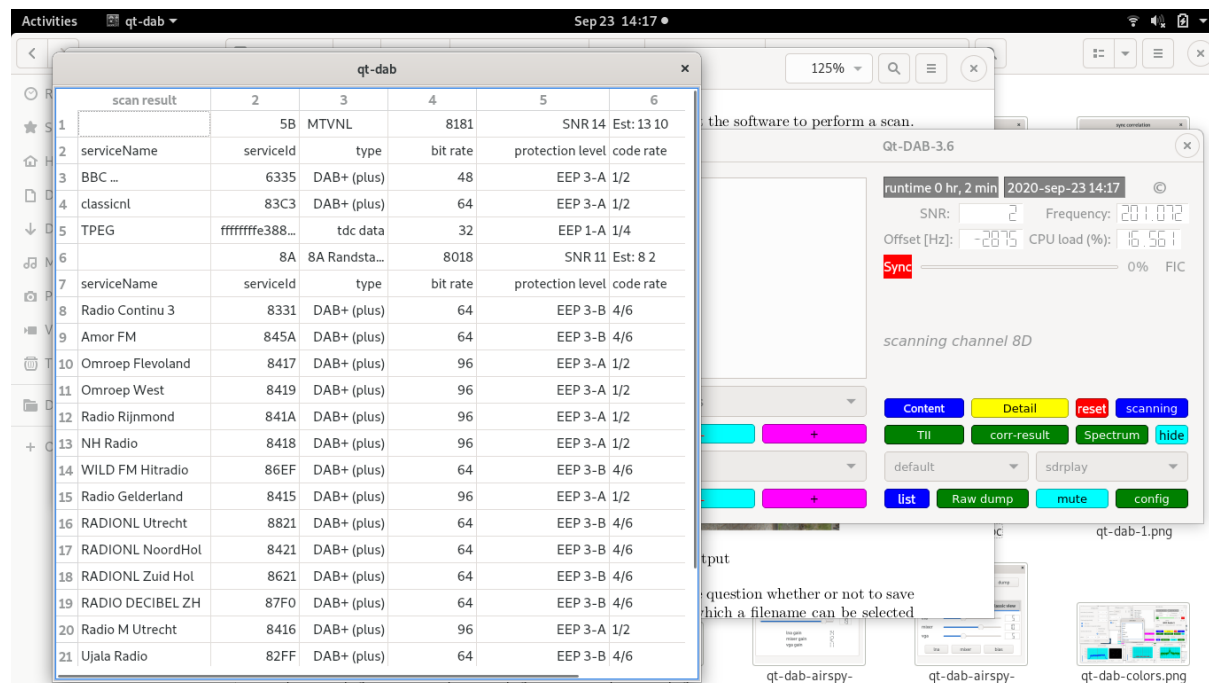 Activities qt-dab Sep 23 14:17
qt-dab
125%
scan result 2 3 4 5 6
1 5B MTVNL 8181 SNR 14 Est: 13 10
2 serviceName serviceId type bit rate protection level code rate
3 BBC ... 6335 DAB+ (plus) 48 EEP 3-A 1/2
4 classicnl 83C3 DAB+ (plus) 64 EEP 3-A 1/2
5 TPEG ffffffffe388... tdc data 32 EEP 1-A 1/4
6 8A 8A Randsta... 8018 SNR 11 Est: 8 2
7 serviceName serviceId type bit rate protection level code rate
8 Radio Continu 3 8331 DAB+ (plus) 64 EEP 3-B 4/6
9 Amor FM 845A DAB+ (plus) 64 EEP 3-B 4/6
10 Omroep Flevoland 8417 DAB+ (plus) 96 EEP 3-A 1/2
11 Omroep West 8419 DAB+ (plus) 96 EEP 3-A 1/2
12 Radio Rijnmond 841A DAB+ (plus) 96 EEP 3-A 1/2
13 NH Radio 8418 DAB+ (plus) 96 EEP 3-A 1/2
14 WILD FM Hitradio 86EF DAB+ (plus) 64 EEP 3-B 4/6
15 Radio Gelderland 8415 DAB+ (plus) 96 EEP 3-A 1/2
16 RADIONL Utrecht 8821 DAB+ (plus) 64 EEP 3-B 4/6
17 RADIONL NoordHol 8421 DAB+ (plus) 64 EEP 3-B 4/6
18 RADIONL Zuid Hol 8621 DAB+ (plus) 64 EEP 3-B 4/6
19 RADIO DECIBEL ZH 87F0 DAB+ (plus) 64 EEP 3-B 4/6
20 Radio M Utrecht 8416 DAB+ (plus) 96 EEP 3-A 1/2
21 Ujala Radio 82FF DAB+ (plus) 64 EEP 3-B 4/6
the software to perform a scan.
Qt-DAB-3.6
runtime 0 hr, 2 min 2020-sep-23 14:17 ©
SNR: 2 Frequency: 201.072
Offset [Hz]: -2875 CPU load (%): 16.561
Sync 0% FIC
scanning channel 8D
Content Detail reset scanning
+ TII corr-result Spectrum hide
default sdrplay
+ list Raw dump mute config
qt-dab-1.png
question whether or not to save
which a filename can be selected
qt-dab-airspy- qt-dab-airspy- qt-dab-colors.png